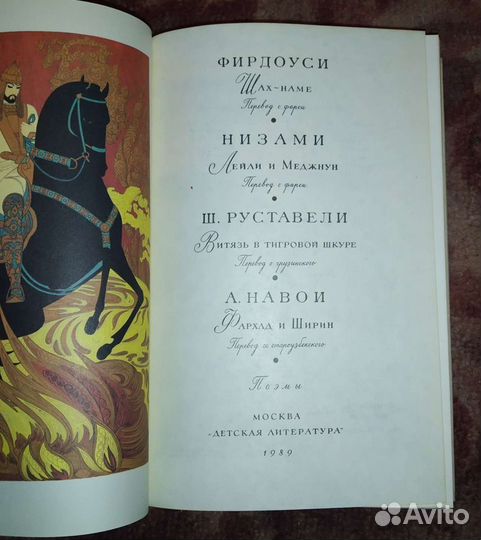 ФИРДОУСИ
Шах-наме
Перевод с фарси
НИЗАМИ
Лейли и Меджнун
Перевод с фарси
Ш. РУСТАВЕЛИ
Витязь в тигровой шкуре
Перевод с грузинского
А. НАВОИ
Фархад и Ширин
Перевод со староузбекского
Поэмы
МОСКВА
"ДЕТСКАЯ ЛИТЕРАТУРА"
1989
Avito